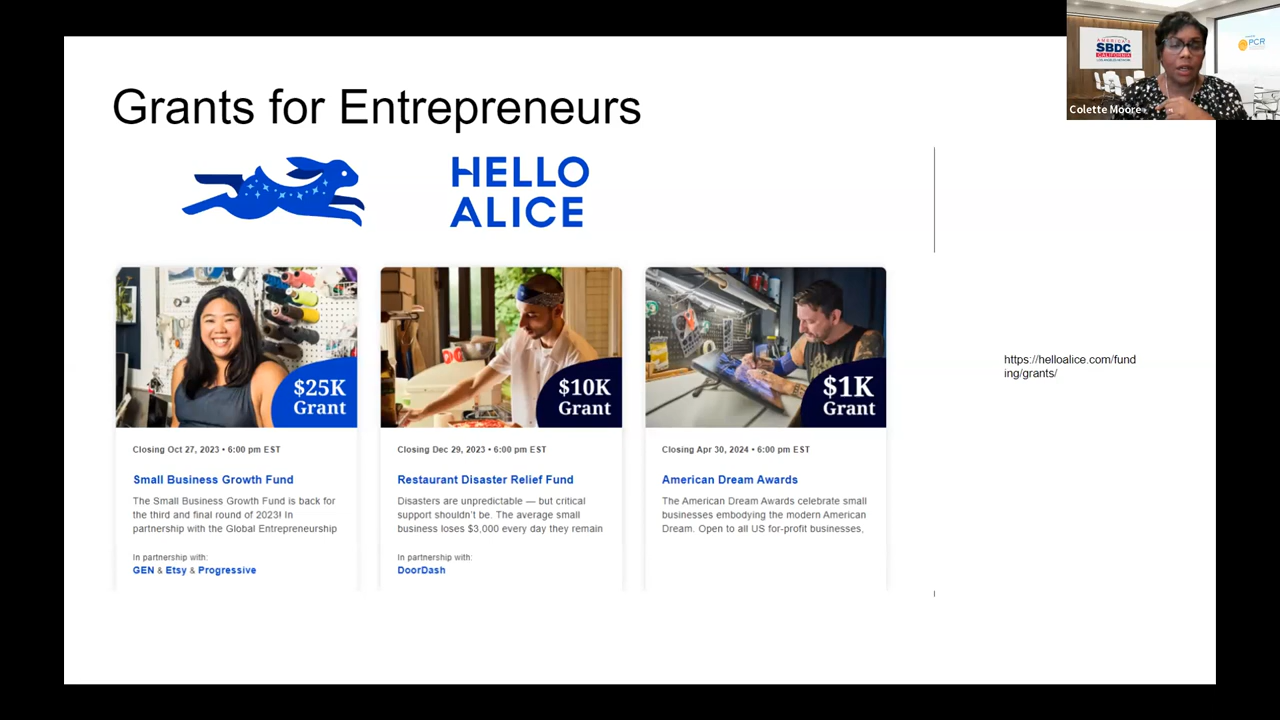 Grants for Entrepreneurs
HELLO
ALICE
$25K
Grant
Closing Oct 27, 2023 • 6:00 pm EST
Small Business Growth Fund
The Small Business Growth Fund is back for
the third and final round of 2023! In
partnership with the Global Entrepreneurship
In partnership with:
GEN & Etsy & Progressive
$10K
Grant
Closing Dec 29, 2023 • 6:00 pm EST
Restaurant Disaster Relief Fund
Disasters are unpredictable — but critical
support shouldn't be. The average small
business loses $3,000 every day they remain
In partnership with:
DoorDash
$1K
Grant
Closing Apr 30, 2024 • 6:00 pm EST
American Dream Awards
The American Dream Awards celebrate small
businesses embodying the modern American
Dream. Open to all US for-profit businesses,
https://helloalice.com/fund
ing/grants/
AMERICA'S
SBDC
CALIFORNIA
LOS ANGELES NETWORK
PCR
Colette Moore